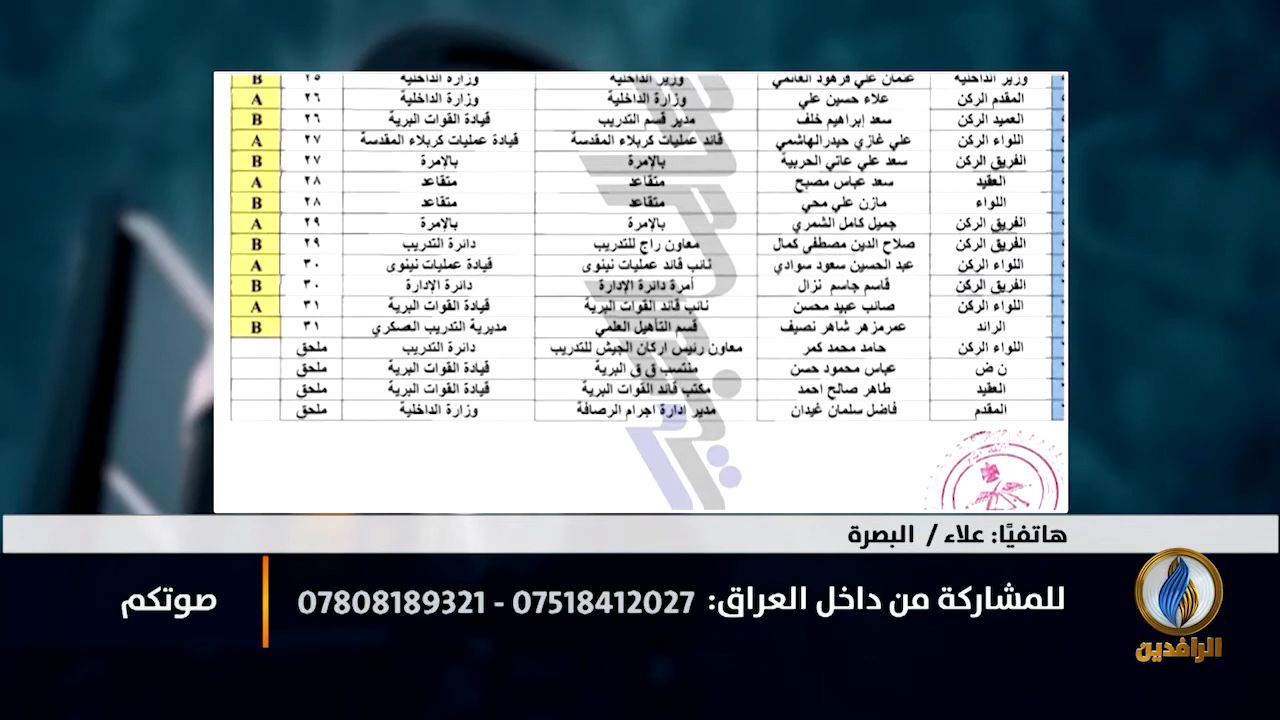 وزير الداخلية عثمان علي فرهود الغانمي وزير الداخلية وزارة الداخلية ٢٥ B
المقدم الركن علاء حسين علي وزارة الداخلية وزارة الداخلية ٢٦ A
العميد الركن سعد إبراهيم خلف مدير قسم التدريب قيادة القوات البرية ٢٦ B
اللواء الركن علي غازي حيدرالهاشمي قائد عمليات كربلاء المقدسة قيادة عمليات كربلاء المقدسة ٢٧ A
الفريق الركن سعد علي عاتي الحربية بالإمرة بالإمرة ٢٧ B
العقيد سعد عباس مصبح متقاعد متقاعد ٢٨ A
اللواء مازن علي محي متقاعد متقاعد ٢٨ B
الفريق الركن جميل كامل الشمري بالإمرة بالإمرة ٢٩ A
الفريق الركن صلاح الدين مصطفى كمال معاون راج للتدريب دائرة التدريب ٢٩ B
اللواء الركن عبد الحسين سعود سوادي نائب قائد عمليات نينوى قيادة عمليات نينوى ٣٠ A
الفريق الركن قاسم جاسم نزال أمرة دائرة الإدارة دائرة الإدارة ٣٠ B
اللواء الركن صائب عبيد محسن نائب قائد القوات البرية قيادة القوات البرية ٣١ A
الرائد عمرمزهر شاهر نصيف قسم التأهيل العلمي مديرية التدريب العسكري ٣١ B
اللواء الركن حامد محمد كمر معاون رئيس اركان الجيش للتدريب دائرة التدريب ملحق
ن ض عباس محمود حسن منتسب ق ق البرية قيادة القوات البرية ملحق
العقيد طاهر صالح احمد مكتب قائد القوات البرية قيادة القوات البرية ملحق
المقدم فاضل سلمان غيدان مدير ادارة اجرام الرصافة وزارة الداخلية ملحق
هاتفيًا: علاء / البصرة
للمشاركة من داخل العراق: 07518412027 - 07808189321
صوتكم
الرافدين